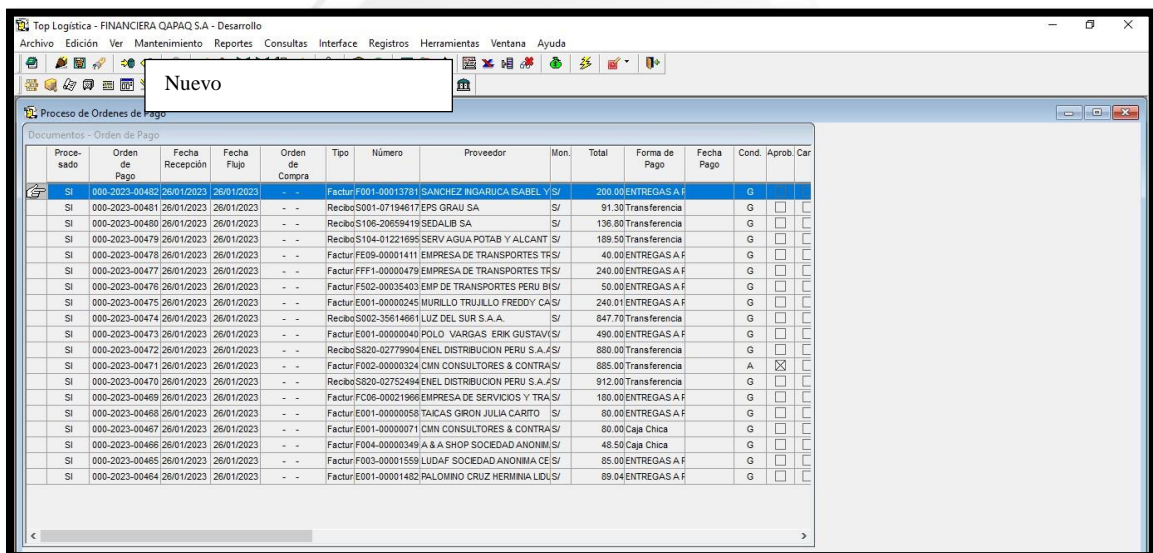 Top Logística - FINANCIERA QAPAQ S.A - Desarrollo
Archivo Edición Ver Mantenimiento Reportes Consultas Interface Registros Herramientas Ventana Ayuda
Nuevo
Proceso de Ordenes de Pago
Documentos - Orden de Pago
Proce-sado Orden de Pago Fecha Recepción Fecha Flujo Orden de Compra Tipo Número Proveedor Mon. Total Forma de Pago Fecha Pago Cond. Aprob. Car
SI 000-2023-00482 26/01/2023 26/01/2023 - - Factur F001-00013781 SANCHEZ INGARUCA ISABEL Y S/ 200.00 ENTREGAS A F G
SI 000-2023-00481 26/01/2023 26/01/2023 - - Recibo S001-07194617 EPS GRAU SA S/ 91.30 Transferencia G
SI 000-2023-00480 26/01/2023 26/01/2023 - - Recibo S106-20659419 SEDALIB SA S/ 136.80 Transferencia G
SI 000-2023-00479 26/01/2023 26/01/2023 - - Recibo S104-01221695 SERV AGUA POTAB Y ALCANT S/ 189.50 Transferencia G
SI 000-2023-00478 26/01/2023 26/01/2023 - - Factur FE09-00001411 EMPRESA DE TRANSPORTES TR S/ 40.00 ENTREGAS A F G
SI 000-2023-00477 26/01/2023 26/01/2023 - - Factur FFF1-00000479 EMPRESA DE TRANSPORTES TR S/ 240.00 ENTREGAS A F G
SI 000-2023-00476 26/01/2023 26/01/2023 - - Factur F502-00035403 EMP DE TRANSPORTES PERU BU S/ 50.00 ENTREGAS A F G
SI 000-2023-00475 26/01/2023 26/01/2023 - - Factur E001-00000245 MURILLO TRUJILLO FREDDY CA S/ 240.01 ENTREGAS A F G
SI 000-2023-00474 26/01/2023 26/01/2023 - - Recibo S002-35614661 LUZ DEL SUR S.A.A. S/ 847.70 Transferencia G
SI 000-2023-00473 26/01/2023 26/01/2023 - - Factur E001-00000040 POLO VARGAS ERIK GUSTAV( S/ 490.00 ENTREGAS A F G
SI 000-2023-00472 26/01/2023 26/01/2023 - - Recibo S820-02779904 ENEL DISTRIBUCION PERU S.A.A S/ 880.00 Transferencia G
SI 000-2023-00471 26/01/2023 26/01/2023 - - Factur F002-00000324 CMN CONSULTORES & CONTRA S/ 885.00 Transferencia A
SI 000-2023-00470 26/01/2023 26/01/2023 - - Recibo S820-02752494 ENEL DISTRIBUCION PERU S.A.A S/ 912.00 Transferencia G
SI 000-2023-00469 26/01/2023 26/01/2023 - - Factur FC06-00021966 EMPRESA DE SERVICIOS Y TRA S/ 180.00 ENTREGAS A F G
SI 000-2023-00468 26/01/2023 26/01/2023 - - Factur E001-00000058 TAICAS GIRON JULIA CARITO S/ 80.00 ENTREGAS A F G
SI 000-2023-00467 26/01/2023 26/01/2023 - - Factur E001-00000071 CMN CONSULTORES & CONTRA S/ 80.00 Caja Chica G
SI 000-2023-00466 26/01/2023 26/01/2023 - - Factur F004-00000349 A & A SHOP SOCIEDAD ANONIM. S/ 48.50 Caja Chica G
SI 000-2023-00465 26/01/2023 26/01/2023 - - Factur F003-00001559 LUDAF SOCIEDAD ANONIMA CE S/ 85.00 ENTREGAS A F G
SI 000-2023-00464 26/01/2023 26/01/2023 - - Factur E001-00001482 PALOMINO CRUZ HERMINIA LIDU S/ 89.04 ENTREGAS A F G